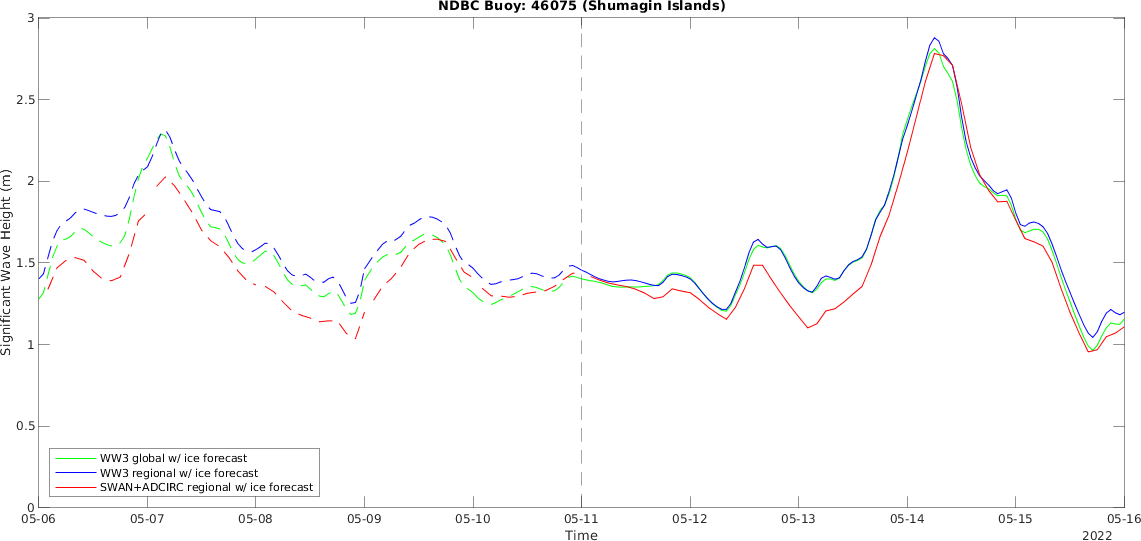 NDBC Buoy: 46075 (Shumagin Islands)
3
2.5
2
1.5
1
0.5
0
Significant Wave Height (m)
WW3 global w/ ice forecast
WW3 regional w/ ice forecast
SWAN+ADCIRC regional w/ ice forecast
05-06 05-07 05-08 05-09 05-10 05-11 05-12 05-13 05-14 05-15 05-16
Time
2022